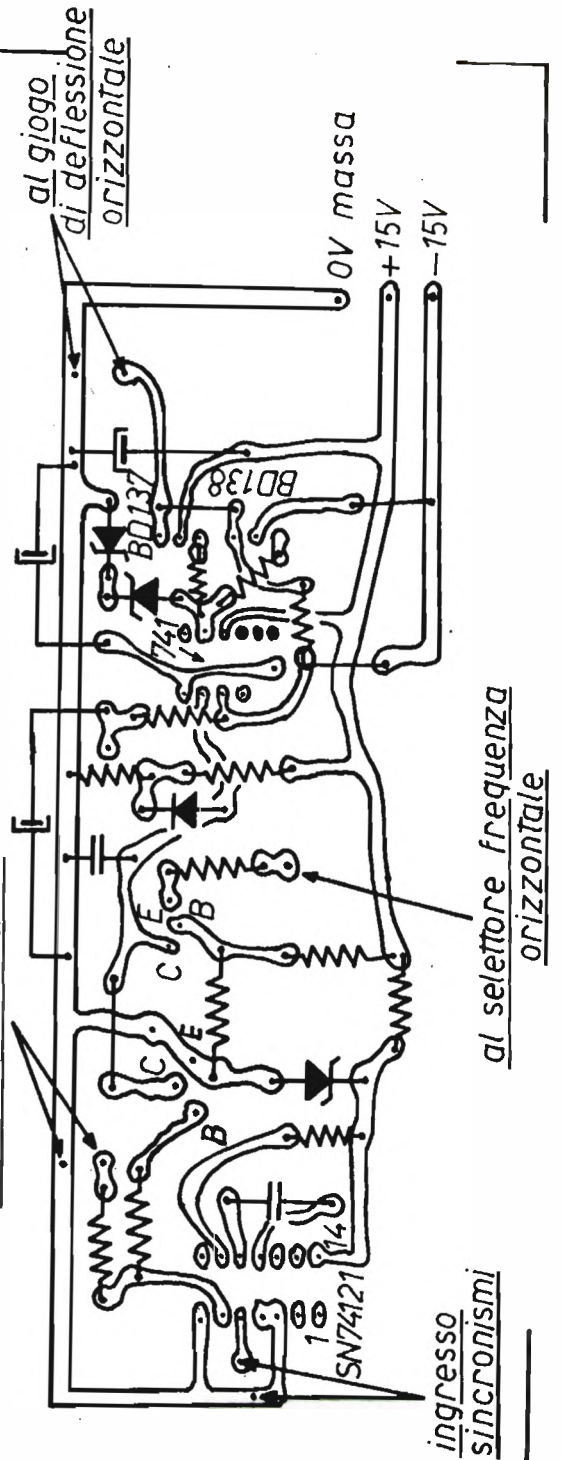 al giogo
di deflessione
orizzontale
0V massa
+15V
−15V
BD137
BD138
741
E
B
C
al selettore frequenza
orizzontale
C
E
B
14
1
SN74121
ingresso
sincronismi